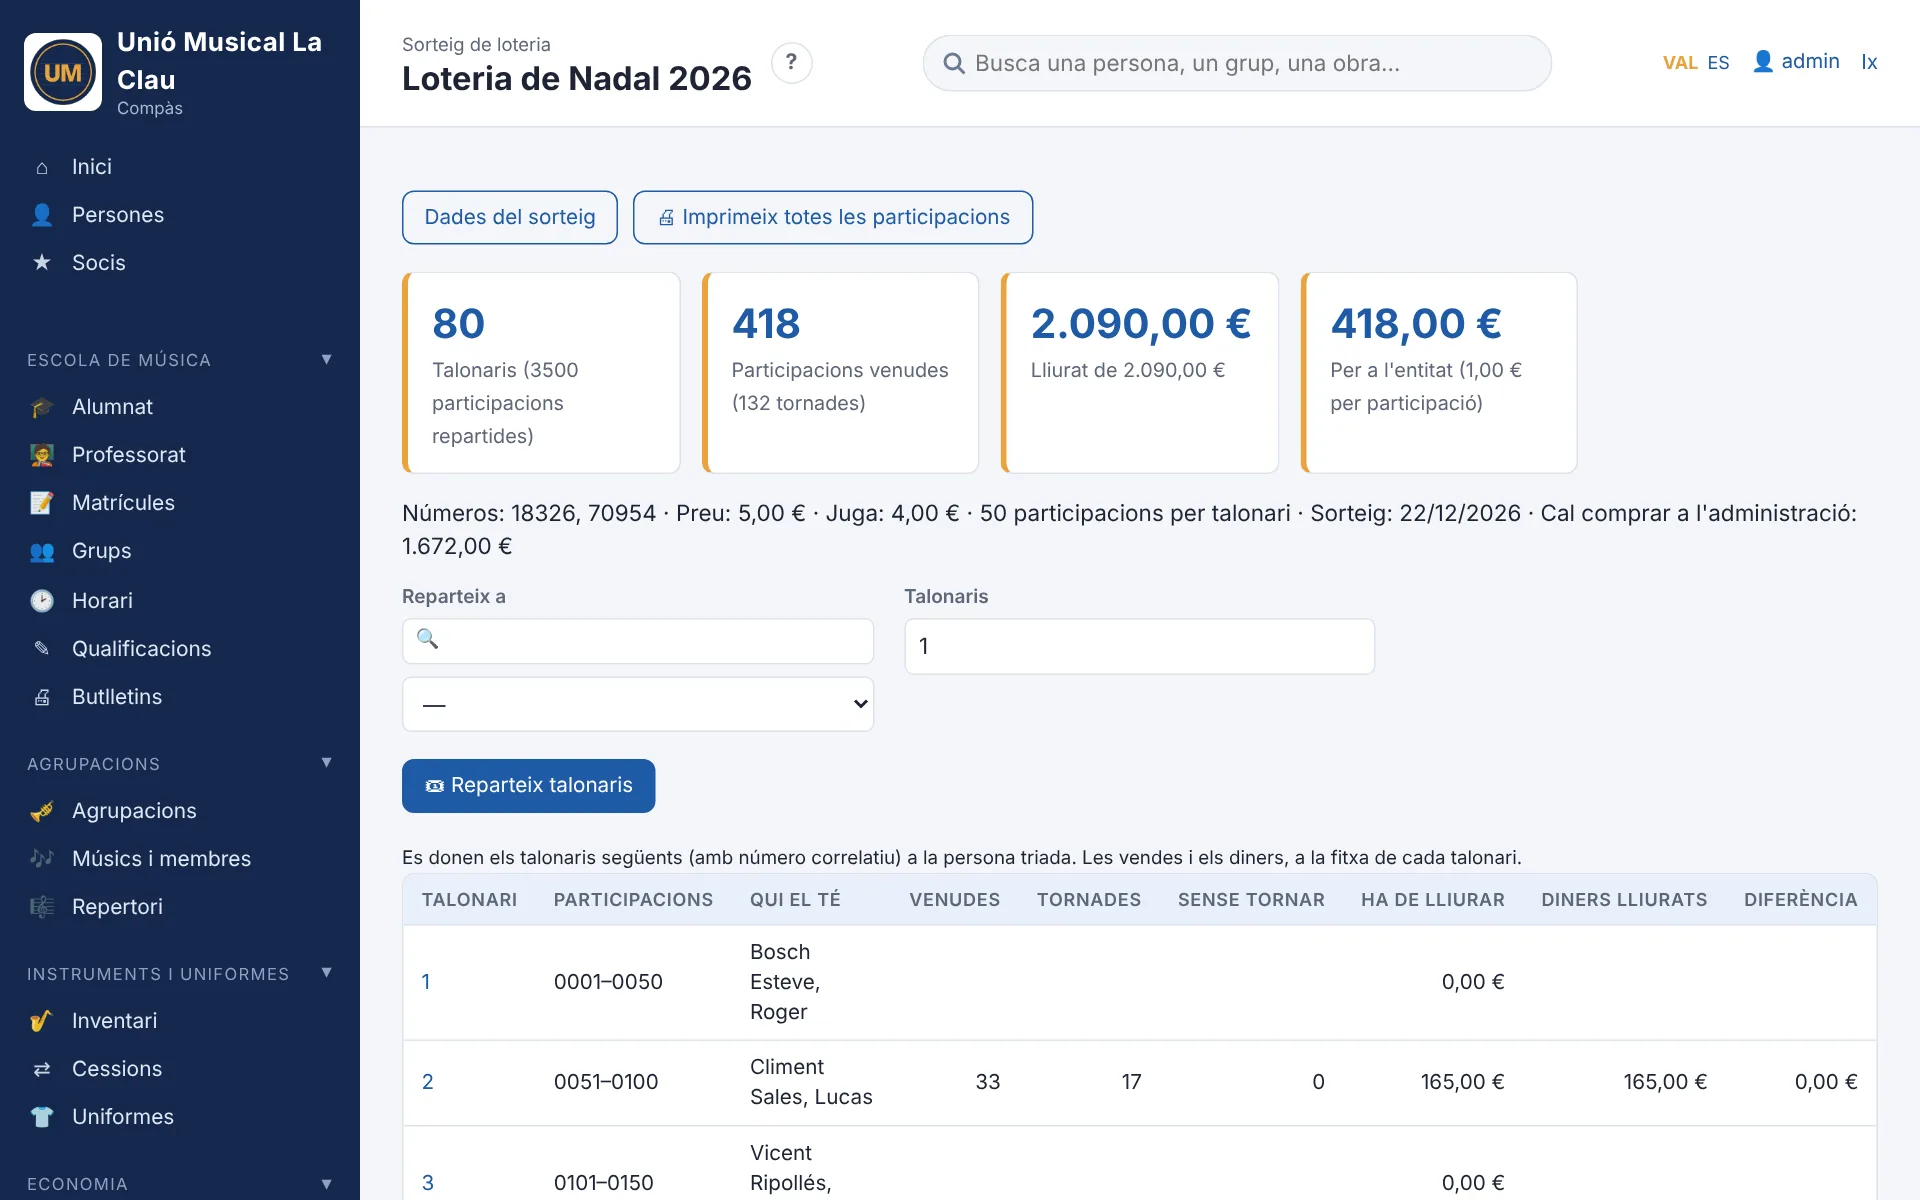 UM
Unió Musical La
Clau
Compàs
Inici
Persones
Socis
ESCOLA DE MÚSICA
Alumnat
Professorat
Matrícules
Grups
Horari
Qualificacions
Butlletins
AGRUPACIONS
Agrupacions
Músics i membres
Repertori
INSTRUMENTS I UNIFORMES
Inventari
Cessions
Uniformes
ECONOMIA
Sorteig de loteria
Loteria de Nadal 2026
?
Busca una persona, un grup, una obra...
VAL ES
admin
Ix
Dades del sorteig
Imprimeix totes les participacions
80
Talonaris (3500
participacions
repartides)
418
Participacions venudes
(132 tornades)
2.090,00 €
Lliurat de 2.090,00 €
418,00 €
Per a l'entitat (1,00 €
per participació)
Números: 18326, 70954 · Preu: 5,00 € · Juga: 4,00 € · 50 participacions per talonari · Sorteig: 22/12/2026 · Cal comprar a l'administració:
1.672,00 €
Reparteix a
—
Talonaris
1
Reparteix talonaris
Es donen els talonaris següents (amb número correlatiu) a la persona triada. Les vendes i els diners, a la fitxa de cada talonari.
TALONARI PARTICIPACIONS QUI EL TÉ VENUDES TORNADES SENSE TORNAR HA DE LLIURAR DINERS LLIURATS DIFERÈNCIA
1 0001–0050 Bosch Esteve, Roger 0,00 €
2 0051–0100 Climent Sales, Lucas 33 17 0 165,00 € 165,00 € 0,00 €
3 0101–0150 Vicent Ripollés, 0,00 €